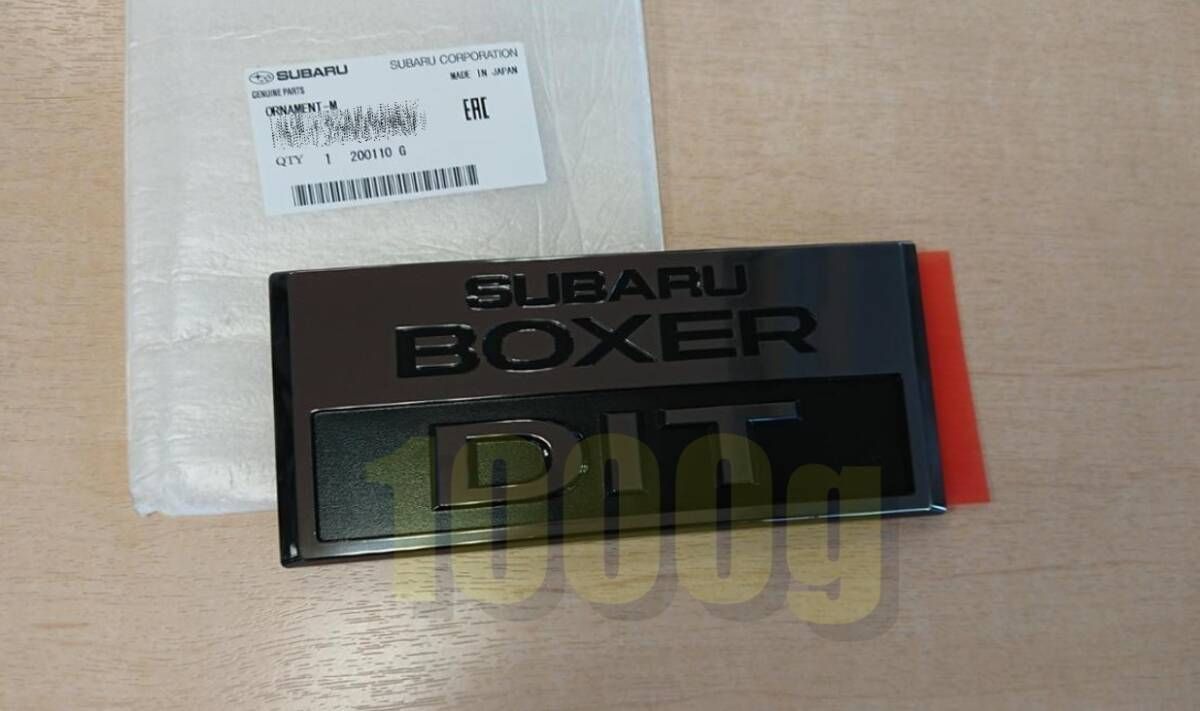 SUBARU SUBARU CORPORATION
GENUINE PARTS MADE IN JAPAN
ORNAMENT-M EAC
QTY 1 200110 G
SUBARU
BOXER
DIT
1000g